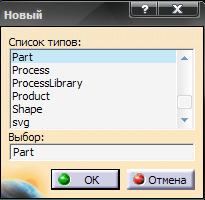 Новый
? X
Список типов:
Part
Process
ProcessLibrary
Product
Shape
svg
Выбор:
Part
OK
Отмена